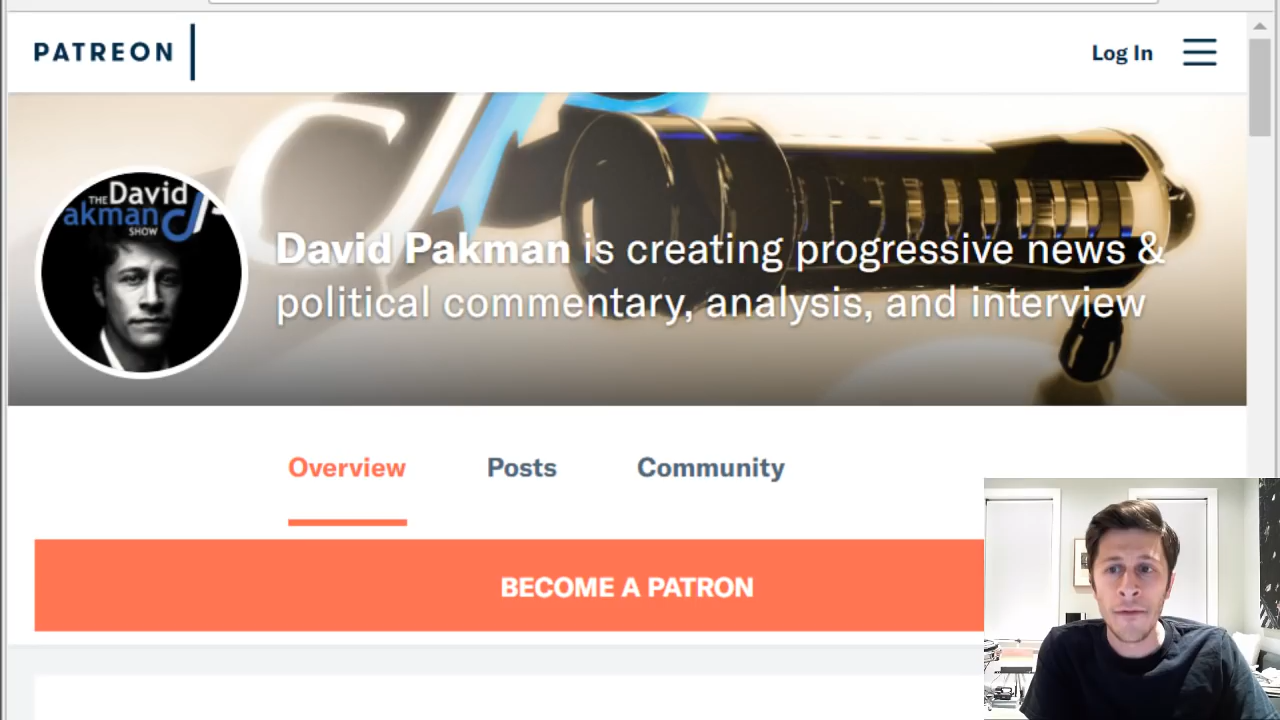 PATREON
Log In
THE David
akman
SHOW
David Pakman is creating progressive news &
political commentary, analysis, and interview
Overview Posts Community
BECOME A PATRON